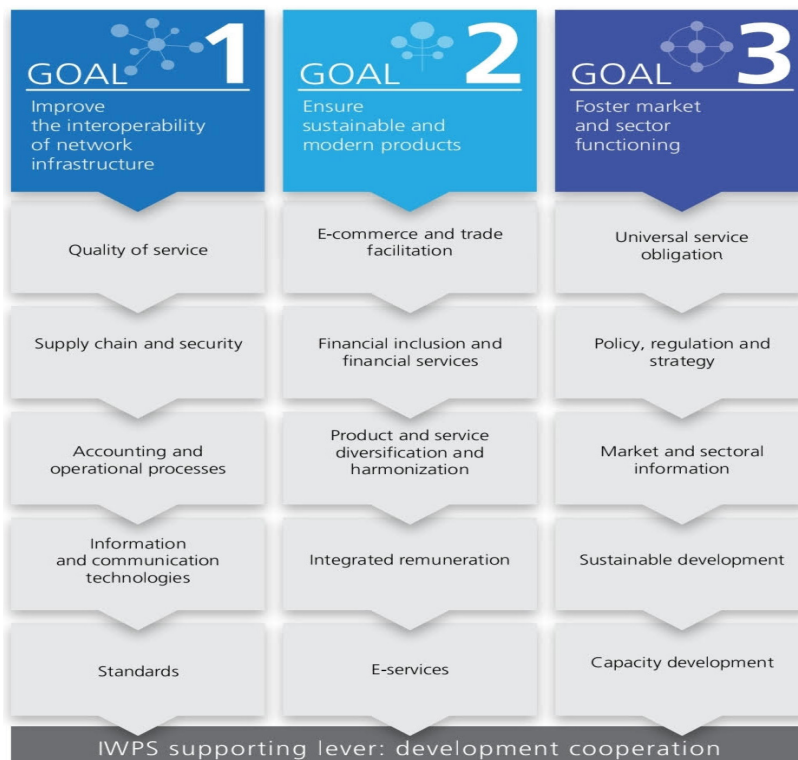 GOAL 1
Improve
the interoperability
of network
infrastructure
Quality of service
Supply chain and security
Accounting and
operational processes
Information
and communication
technologies
Standards
GOAL 2
Ensure
sustainable and
modern products
E-commerce and trade
facilitation
Financial inclusion and
financial services
Product and service
diversification and
harmonization
Integrated remuneration
E-services
GOAL 3
Foster market
and sector
functioning
Universal service
obligation
Policy, regulation and
strategy
Market and sectoral
information
Sustainable development
Capacity development
IWPS supporting lever: development cooperation